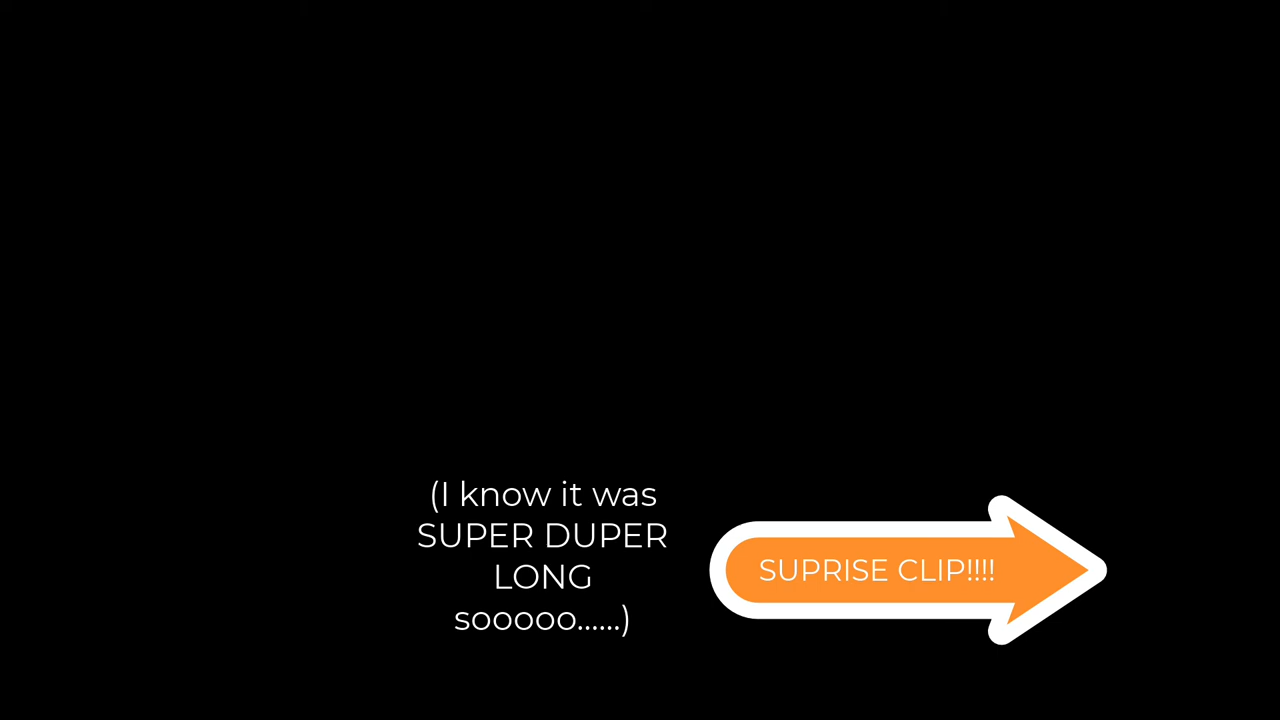 (I know it was
SUPER DUPER
LONG
sooooo......)
SUPRISE CLIP!!!!